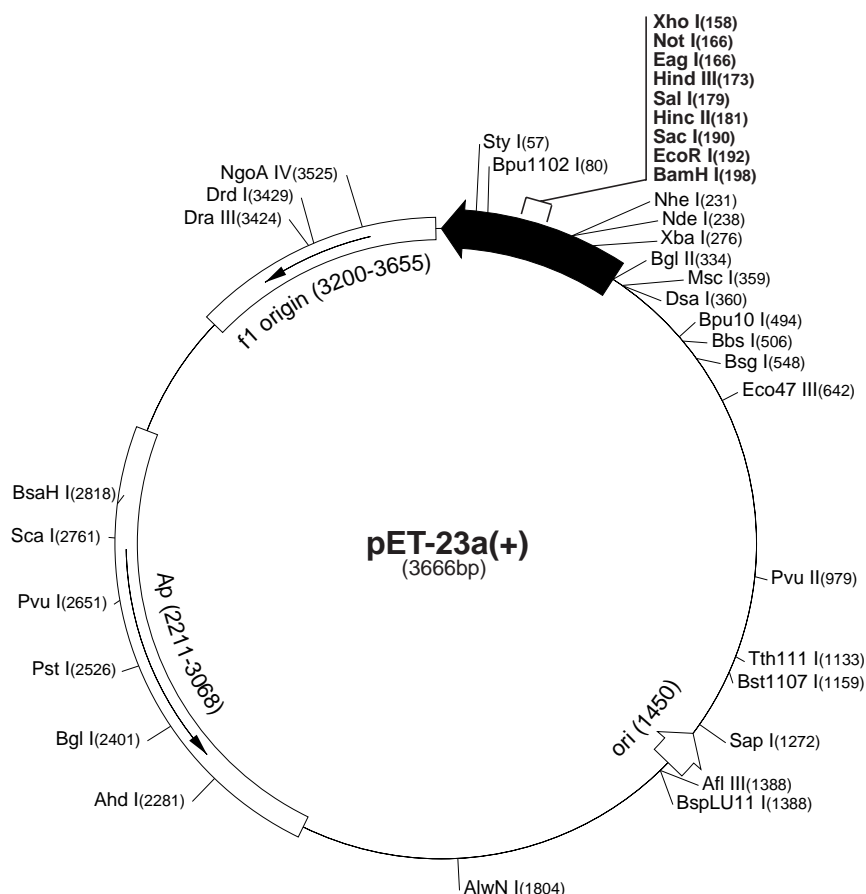 Xho I(158)
Not I(166)
Eag I(166)
Hind III(173)
Sal I(179)
Hinc II(181)
Sac I(190)
EcoR I(192)
BamH I(198)
Sty I(57)
Bpu1102 I(80)
NgoA IV(3525)
Drd I(3429)
Dra III(3424)
Nhe I(231)
Nde I(238)
Xba I(276)
Bgl II(334)
Msc I(359)
Dsa I(360)
Bpu10 I(494)
Bbs I(506)
Bsg I(548)
Eco47 III(642)
f1 origin (3200-3655)
BsaH I(2818)
Sca I(2761)
Pvu I(2651)
Pst I(2526)
Bgl I(2401)
Ahd I(2281)
Ap (2211-3068)
pET-23a(+)
(3666bp)
Pvu II(979)
Tth111 I(1133)
Bst1107 I(1159)
ori (1450)
Sap I(1272)
Afl III(1388)
BspLU11 I(1388)
AlwN I(1804)